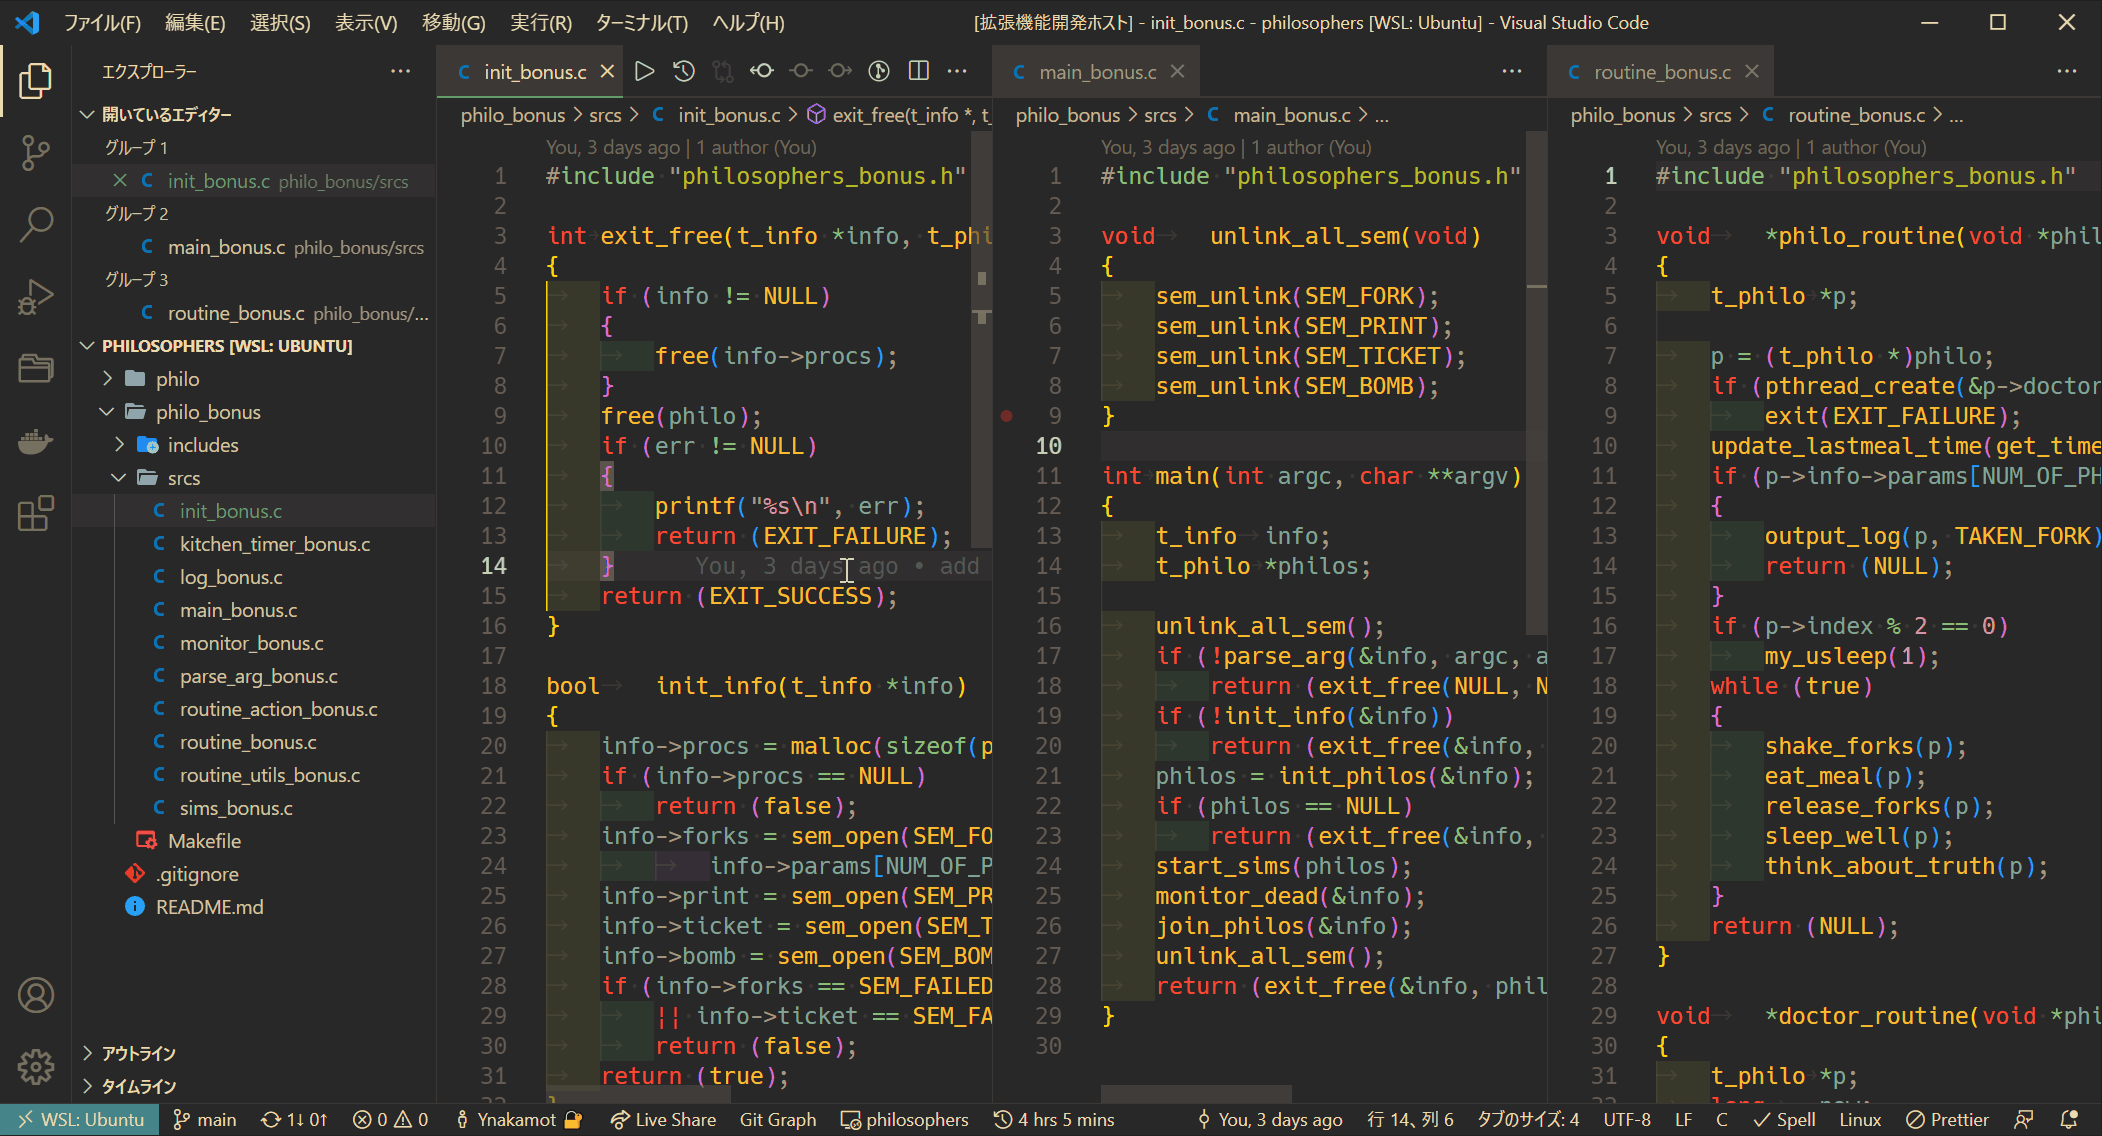 ファイル(F) 編集(E) 選択(S) 表示(V) 移動(G) 実行(R) ターミナル(T) ヘルプ(H) [拡張機能開発ホスト] - init_bonus.c - philosophers [WSL: Ubuntu] - Visual Studio Code
エクスプローラー
開いているエディター
グループ 1
init_bonus.c philo_bonus/srcs
グループ 2
main_bonus.c philo_bonus/srcs
グループ 3
routine_bonus.c philo_bonus/...
PHILOSOPHERS [WSL: UBUNTU]
philo
philo_bonus
includes
srcs
init_bonus.c
kitchen_timer_bonus.c
log_bonus.c
main_bonus.c
monitor_bonus.c
parse_arg_bonus.c
routine_action_bonus.c
routine_bonus.c
routine_utils_bonus.c
sims_bonus.c
Makefile
.gitignore
README.md
アウトライン
タイムライン
C init_bonus.c
philo_bonus > srcs > C init_bonus.c > exit_free(t_info *, t_
You, 3 days ago | 1 author (You)
1 #include "philosophers_bonus.h"
2
3 int exit_free(t_info *info, t_phi
4 {
5 if (info != NULL)
6 {
7 free(info->procs);
8 }
9 free(philo);
10 if (err != NULL)
11 {
12 printf("%s\n", err);
13 return (EXIT_FAILURE);
14 } You, 3 days ago • add
15 return (EXIT_SUCCESS);
16 }
17
18 bool init_info(t_info *info)
19 {
20 info->procs = malloc(sizeof(p
21 if (info->procs == NULL)
22 return (false);
23 info->forks = sem_open(SEM_FO
24 info->params[NUM_OF_P
25 info->print = sem_open(SEM_PR
26 info->ticket = sem_open(SEM_T
27 info->bomb = sem_open(SEM_BOM
28 if (info->forks == SEM_FAILED
29 || info->ticket == SEM_FA
30 return (false);
31 return (true);
32 }
C main_bonus.c
philo_bonus > srcs > C main_bonus.c > ...
You, 3 days ago | 1 author (You)
1 #include "philosophers_bonus.h"
2
3 void unlink_all_sem(void)
4 {
5 sem_unlink(SEM_FORK);
6 sem_unlink(SEM_PRINT);
7 sem_unlink(SEM_TICKET);
8 sem_unlink(SEM_BOMB);
9 }
10
11 int main(int argc, char **argv)
12 {
13 t_info info;
14 t_philo *philos;
15
16 unlink_all_sem();
17 if (!parse_arg(&info, argc, a
18 return (exit_free(NULL, N
19 if (!init_info(&info))
20 return (exit_free(&info,
21 philos = init_philos(&info);
22 if (philos == NULL)
23 return (exit_free(&info,
24 start_sims(philos);
25 monitor_dead(&info);
26 join_philos(&info);
27 unlink_all_sem();
28 return (exit_free(&info, phil
29 }
30
C routine_bonus.c
philo_bonus > srcs > C routine_bonus.c > ...
You, 3 days ago | 1 author (You)
1 #include "philosophers_bonus.h"
2
3 void *philo_routine(void *phil
4 {
5 t_philo *p;
6
7 p = (t_philo *)philo;
8 if (pthread_create(&p->doctor
9 exit(EXIT_FAILURE);
10 update_lastmeal_time(get_time
11 if (p->info->params[NUM_OF_PH
12 {
13 output_log(p, TAKEN_FORK)
14 return (NULL);
15 }
16 if (p->index % 2 == 0)
17 my_usleep(1);
18 while (true)
19 {
20 shake_forks(p);
21 eat_meal(p);
22 release_forks(p);
23 sleep_well(p);
24 think_about_truth(p);
25 }
26 return (NULL);
27 }
28
29 void *doctor_routine(void *phi
30 {
31 t_philo *p;
WSL: Ubuntu main 1↓ 0↑ 0 0 Ynakamot Live Share Git Graph philosophers 4 hrs 5 mins You, 3 days ago 行 14、列 6 タブのサイズ: 4 UTF-8 LF C Spell Linux Prettier